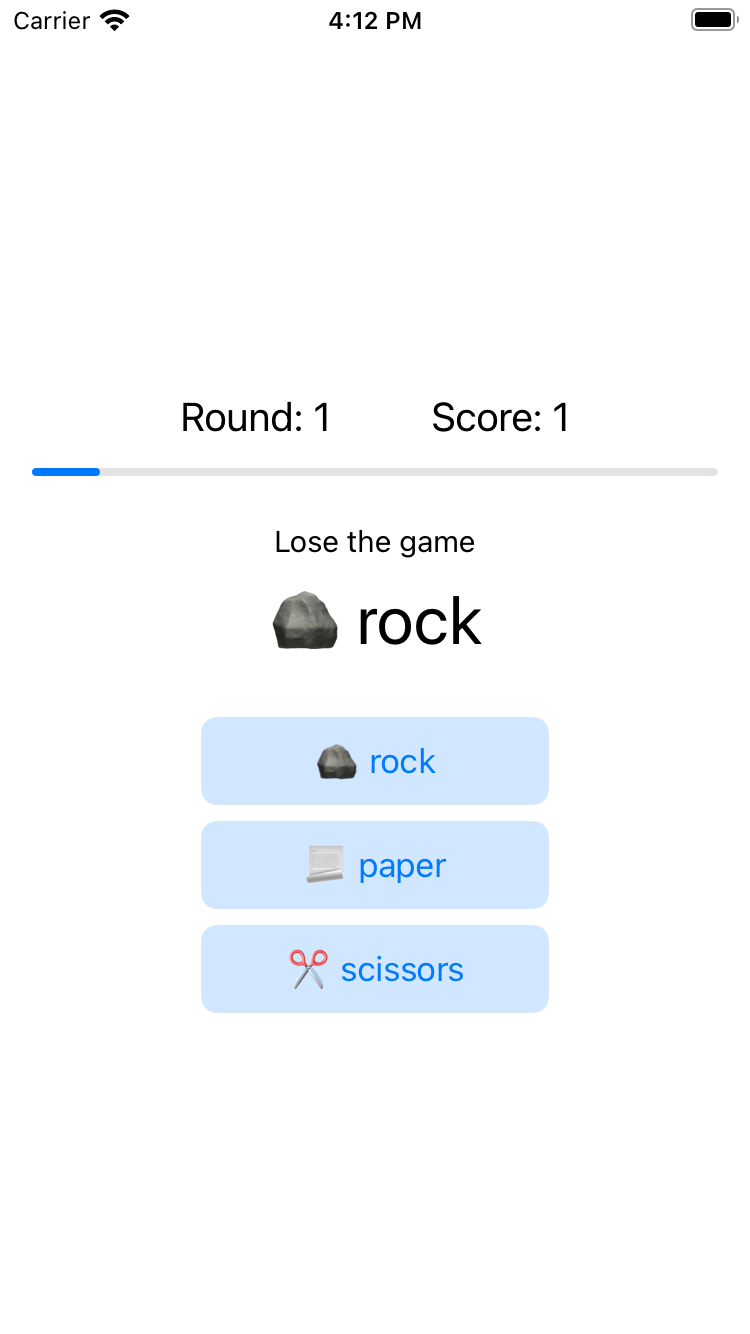 Carrier 4:12 PM
Round: 1 Score: 1
Lose the game
rock
rock
paper
scissors